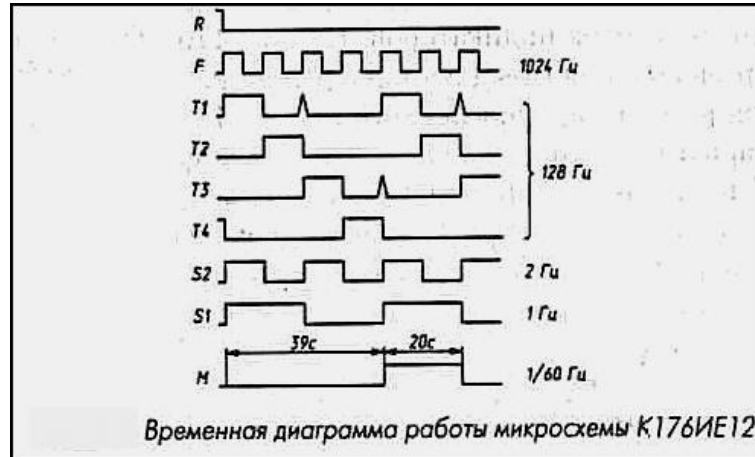 R
F 1024 Гц
T1
T2
128 Гц
T3
T4
S2 2 Гц
S1 1 Гц
39с 20с
M 1/60 Гц
Временная диаграмма работы микросхемы К176ИЕ12